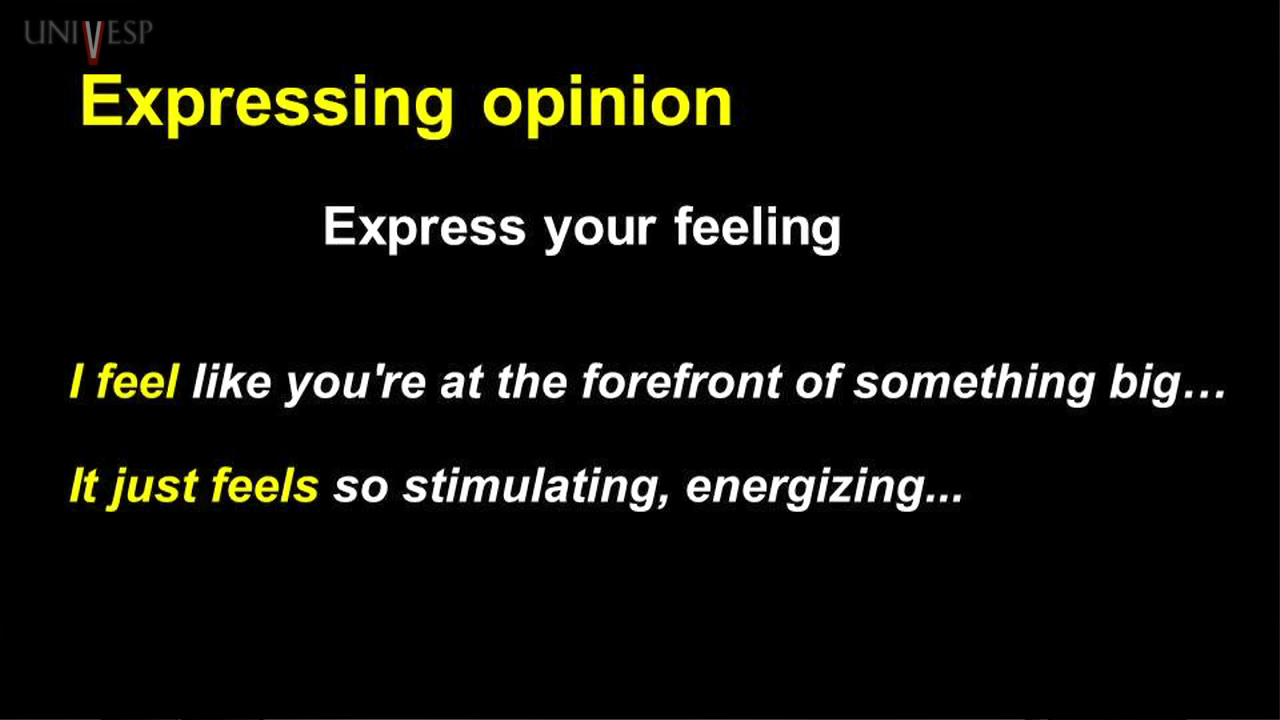 UNIVESP
Expressing opinion
Express your feeling
I feel like you're at the forefront of something big…
It just feels so stimulating, energizing...